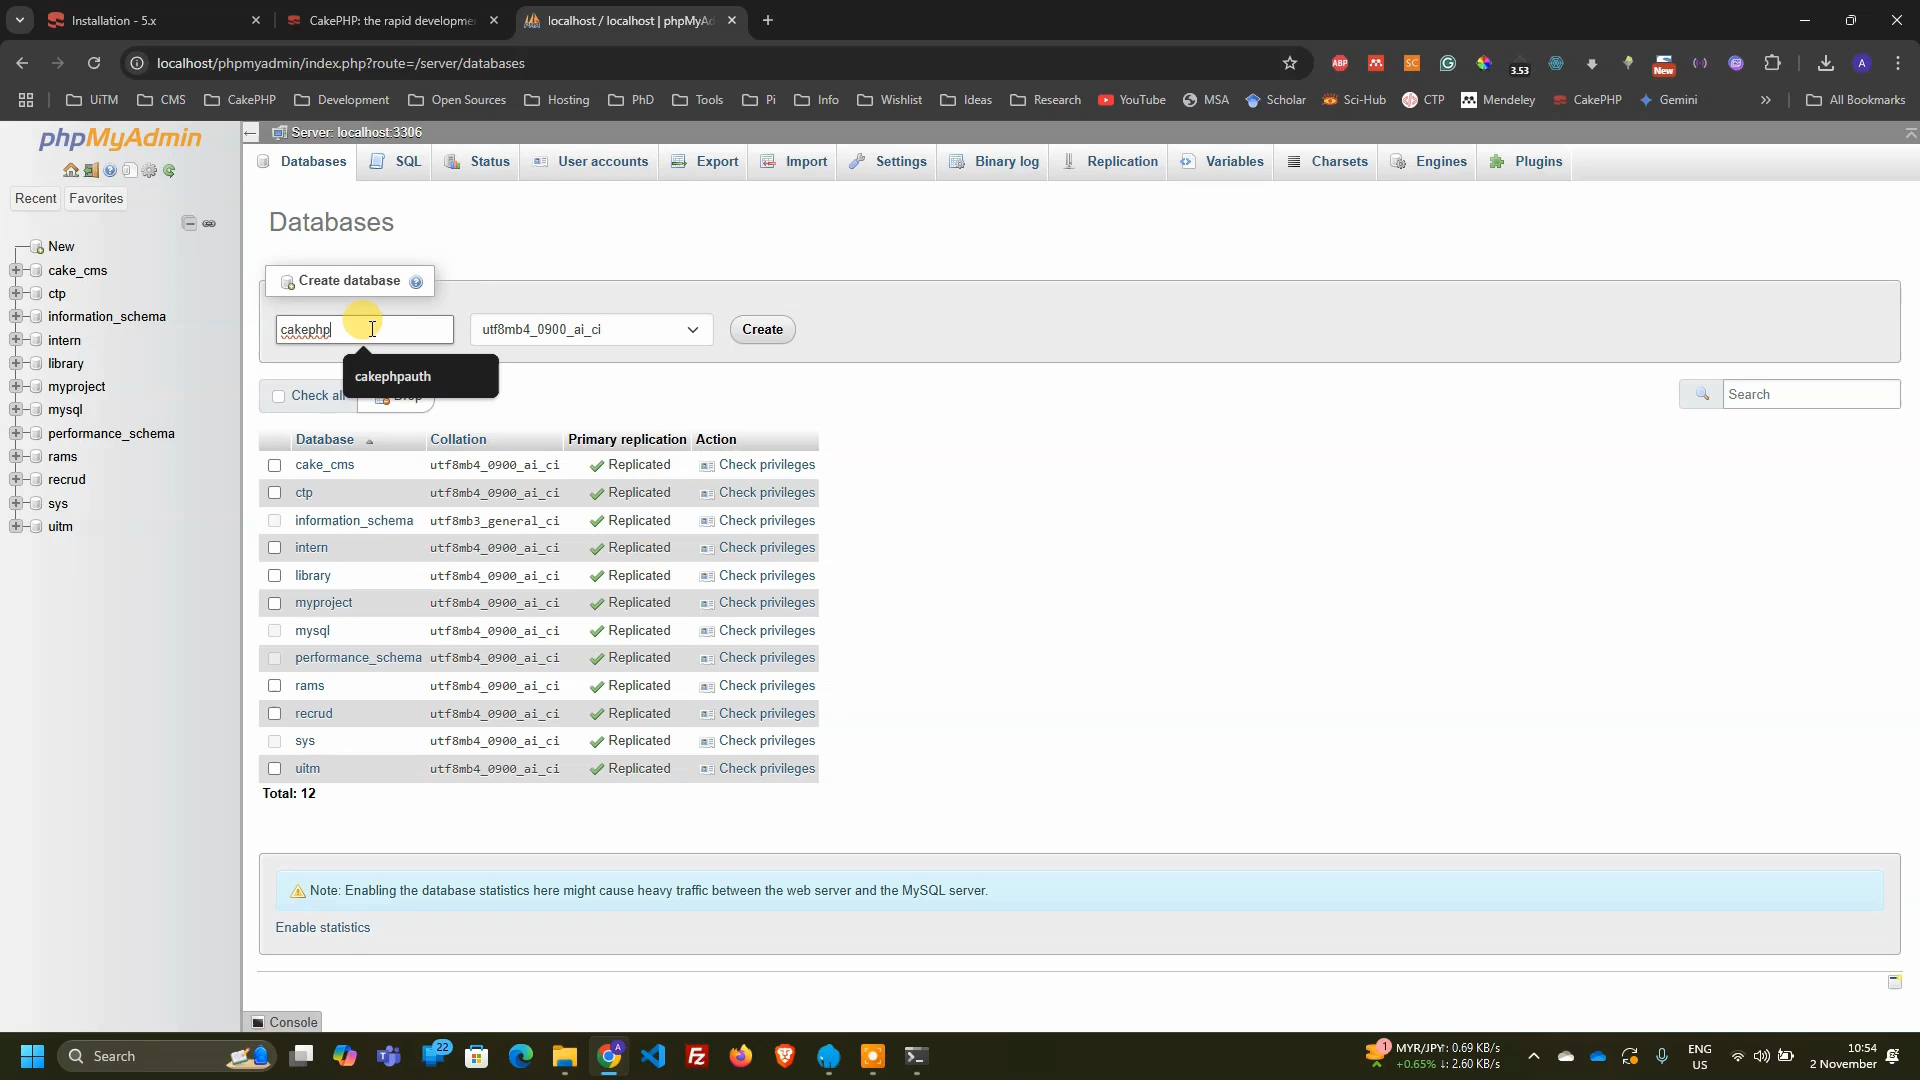 Installation - 5.x
CakePHP: the rapid developme
localhost / localhost | phpMyAd
localhost/phpmyadmin/index.php?route=/server/databases
ABP
SC
3.53
New
A
UiTM
CMS
CakePHP
Development
Open Sources
Hosting
PhD
Tools
Pi
Info
Wishlist
Ideas
Research
YouTube
MSA
Scholar
Sci-Hub
CTP
Mendeley
CakePHP
Gemini
All Bookmarks
phpMyAdmin
Server: localhost:3306
Databases
SQL
Status
User accounts
Export
Import
Settings
Binary log
Replication
Variables
Charsets
Engines
Plugins
Recent
Favorites
New
cake_cms
ctp
information_schema
intern
library
myproject
mysql
performance_schema
rams
recrud
sys
uitm
Databases
Create database
cakephp
utf8mb4_0900_ai_ci
Create
cakephpauth
Check all
Drop
Search
Database
Collation
Primary replication
Action
cake_cms utf8mb4_0900_ai_ci Replicated Check privileges
ctp utf8mb4_0900_ai_ci Replicated Check privileges
information_schema utf8mb3_general_ci Replicated Check privileges
intern utf8mb4_0900_ai_ci Replicated Check privileges
library utf8mb4_0900_ai_ci Replicated Check privileges
myproject utf8mb4_0900_ai_ci Replicated Check privileges
mysql utf8mb4_0900_ai_ci Replicated Check privileges
performance_schema utf8mb4_0900_ai_ci Replicated Check privileges
rams utf8mb4_0900_ai_ci Replicated Check privileges
recrud utf8mb4_0900_ai_ci Replicated Check privileges
sys utf8mb4_0900_ai_ci Replicated Check privileges
uitm utf8mb4_0900_ai_ci Replicated Check privileges
Total: 12
Note: Enabling the database statistics here might cause heavy traffic between the web server and the MySQL server.
Enable statistics
Console
Search
22
A
1
MYR/JPY: 0.69 KB/s
+0.65% ↓: 2.60 KB/s
ENG
US
10:54
2 November